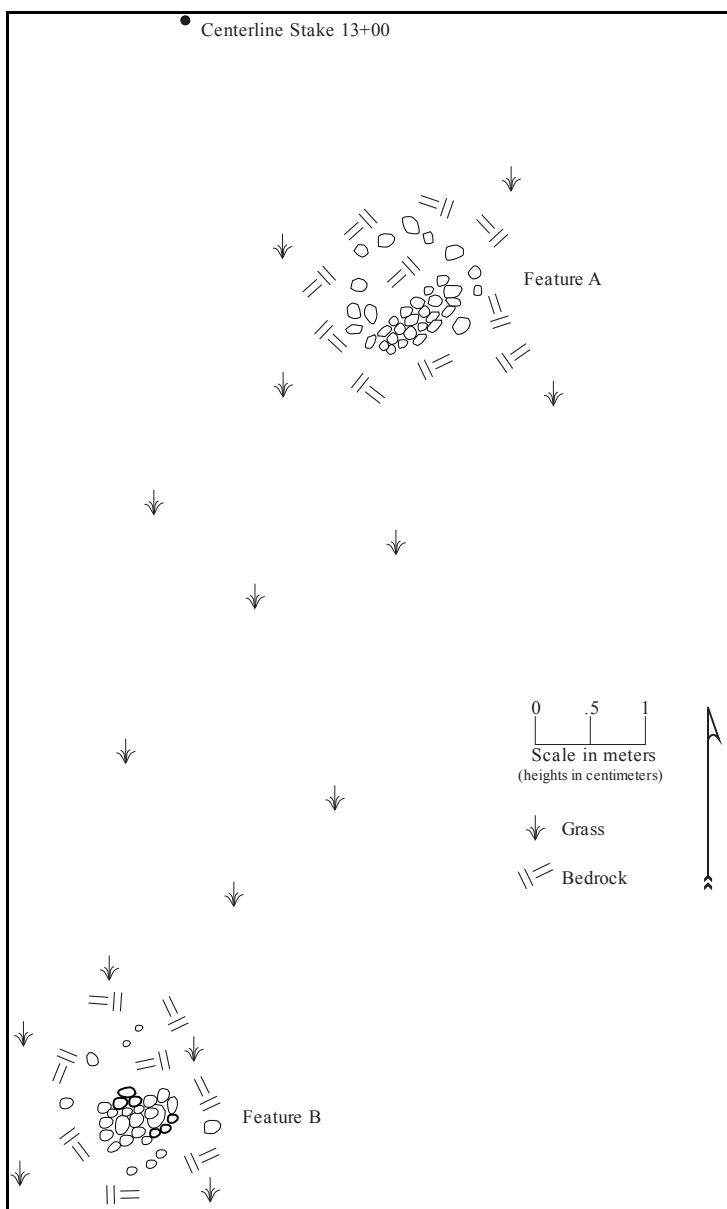 Centerline Stake 13+00
Feature A
0 .5 1
Scale in meters
(heights in centimeters)
Grass
Bedrock
Feature B